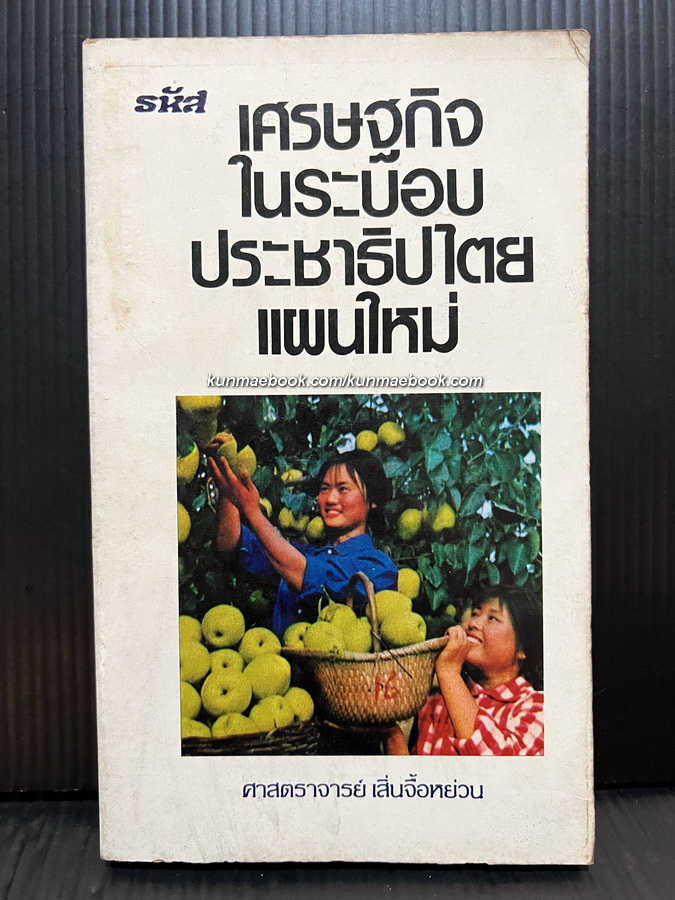 ธหัส
เศรษฐกิจ
ในระบอบ
ประชาธิปไตย
แผนใหม่
kunmaebook.com/kunmaebook.com
ศาสตราจารย์ เสิ่นจื้อหย่วน